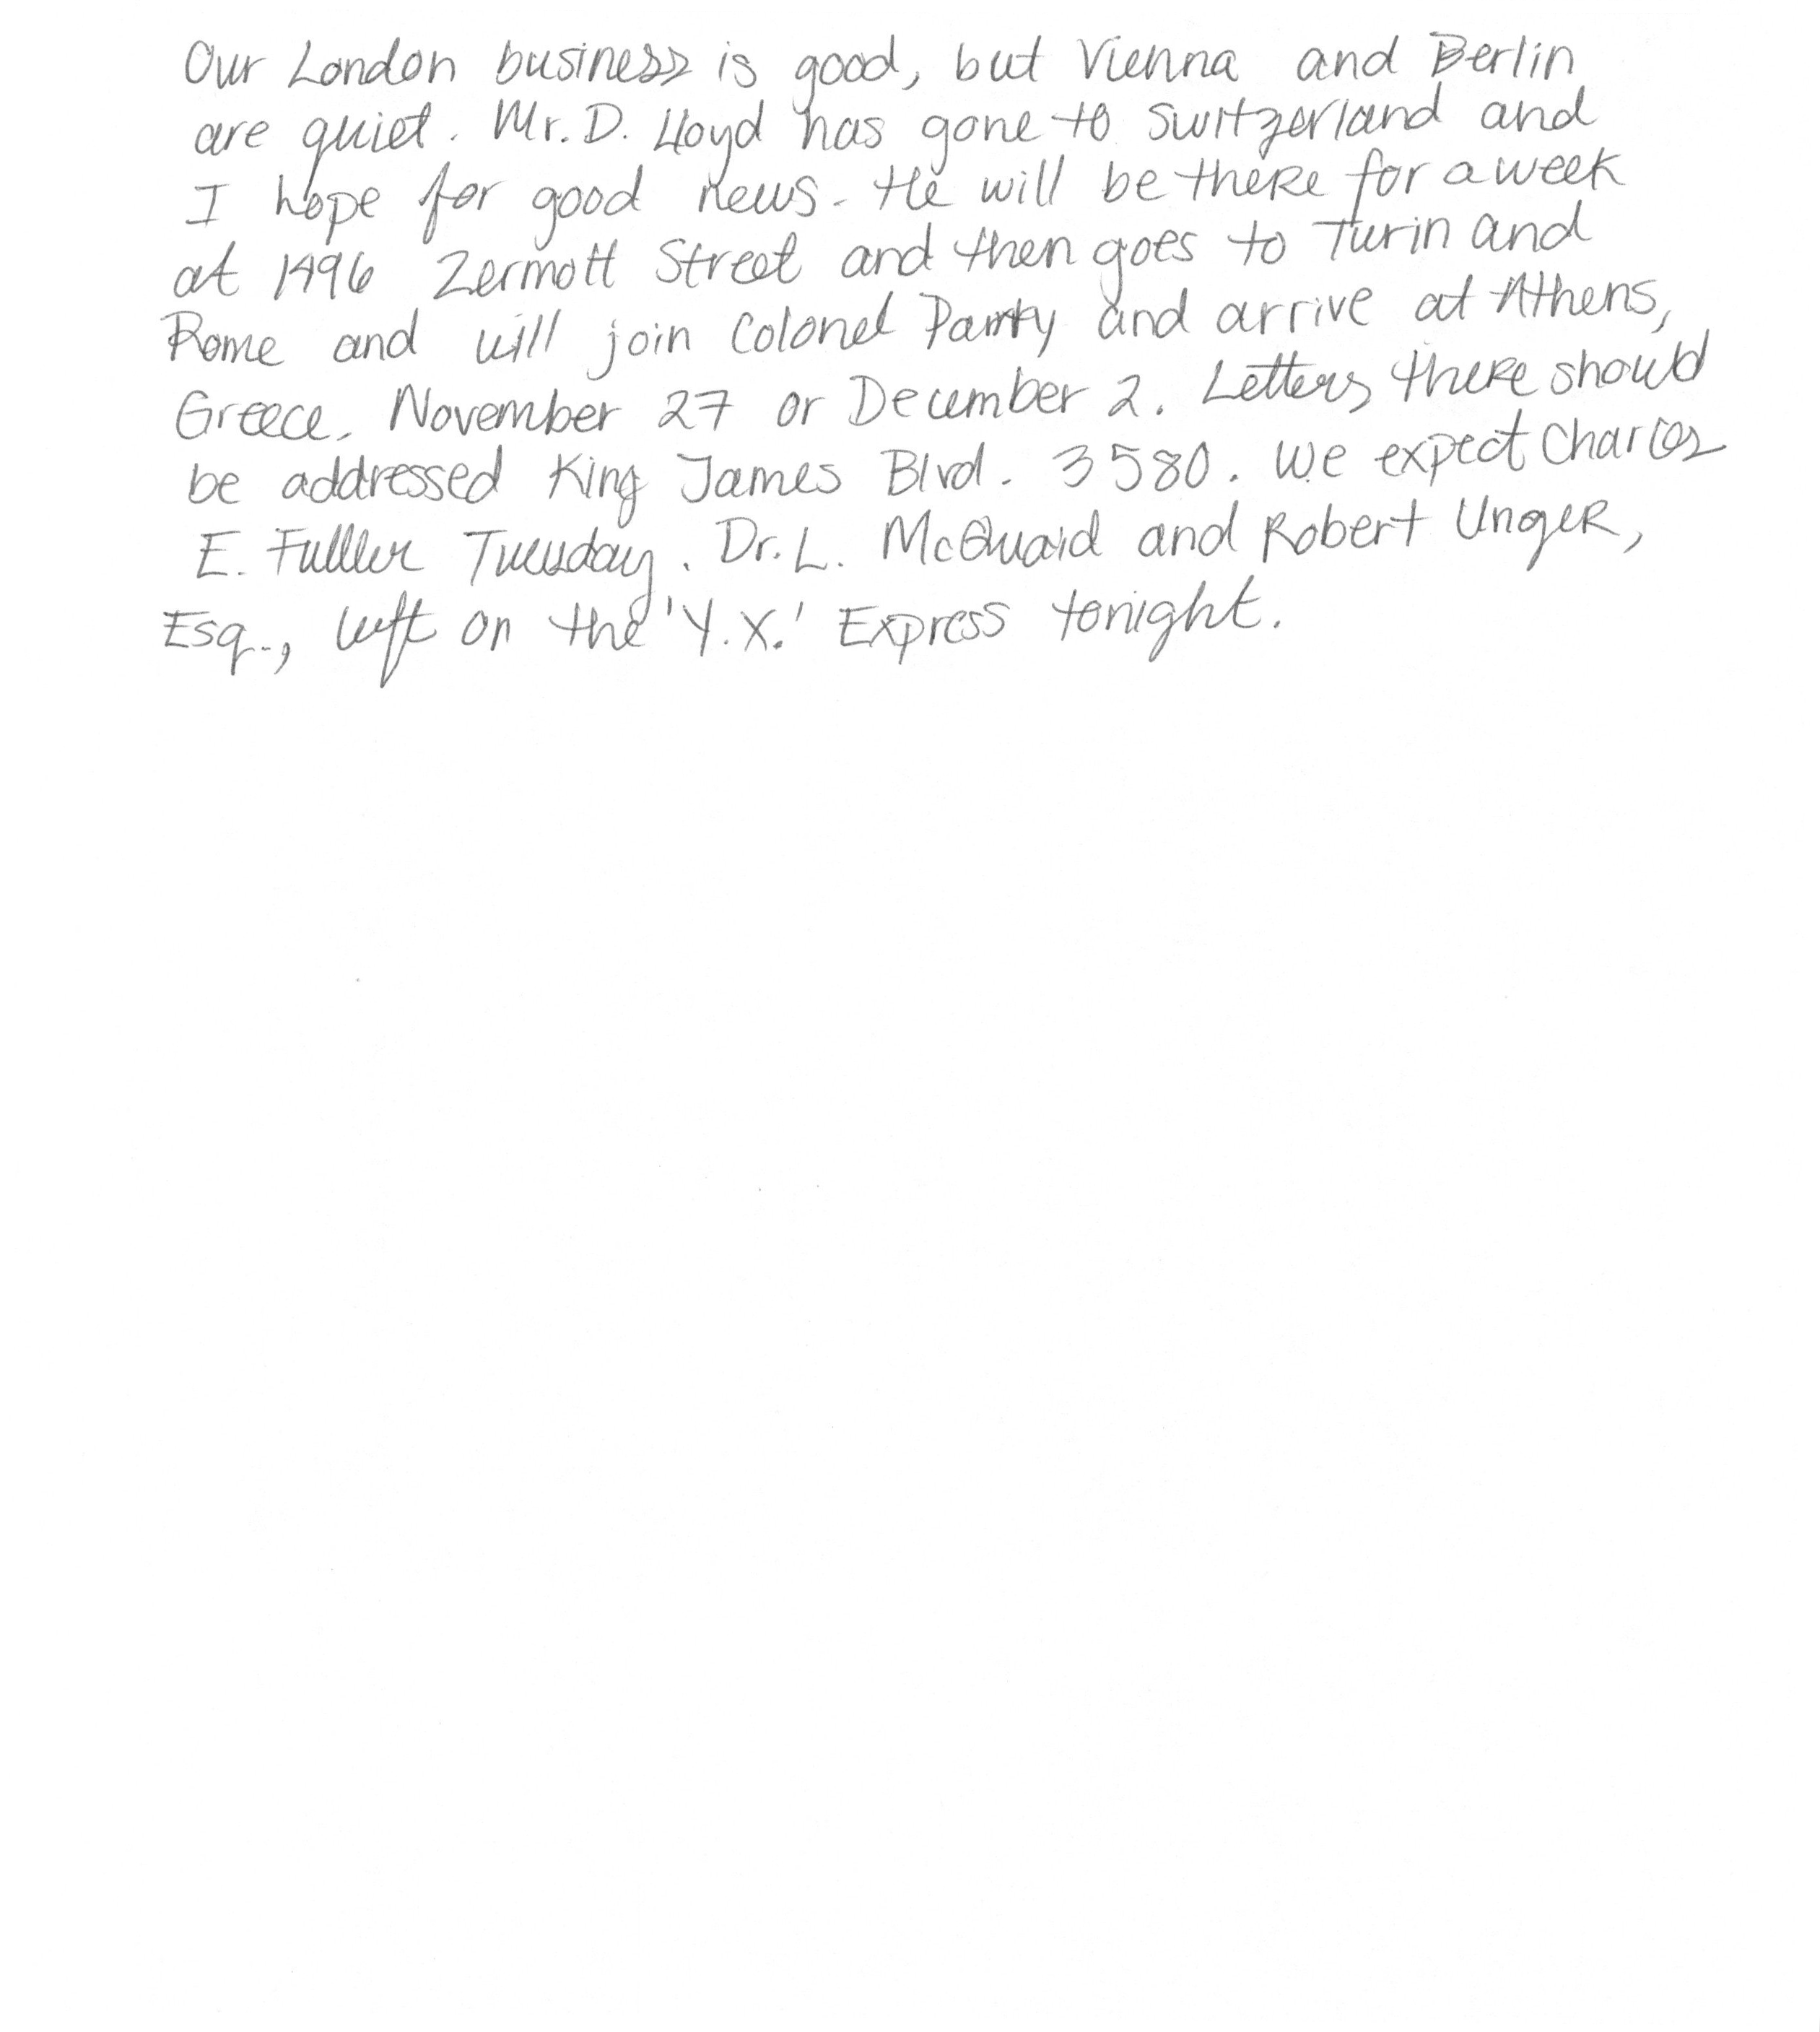 Our London business is good, but Vienna and Berlin
are quiet. Mr. D. Lloyd has gone to Switzerland and
I hope for good news. He will be there for a week
at 1496 Zermott Street and then goes to Turin and
Rome and will join Colonel Parry and arrive at Athens,
Greece, November 27 or December 2. Letters there should
be addressed King James Blvd. 3580. We expect Charles
E. Fuller Tuesday. Dr. L. McQuaid and Robert Unger,
Esq., left on the 'Y.X.' Express tonight.